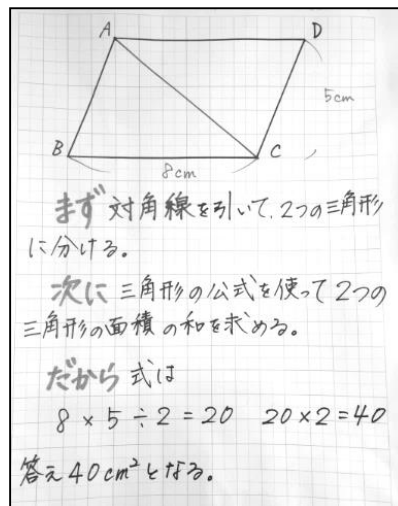 A
D
5cm
B
C
8cm
まず 対角線を引いて、2つの三角形
に分ける。
次に 三角形の公式を使って2つの
三角形の面積の和を求める。
だから 式は
8×5÷2=20 20×2=40
答え40cm²となる。